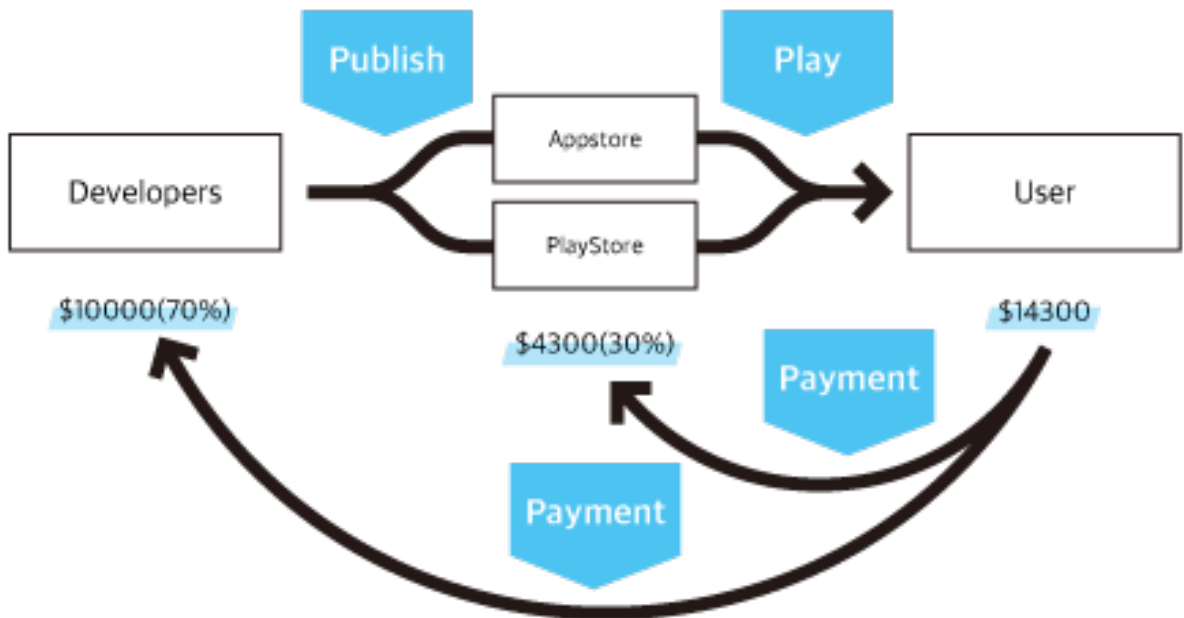 Publish
Play
Appstore
Developers
User
PlayStore
$10000(70%)
$4300(30%)
$14300
Payment
Payment